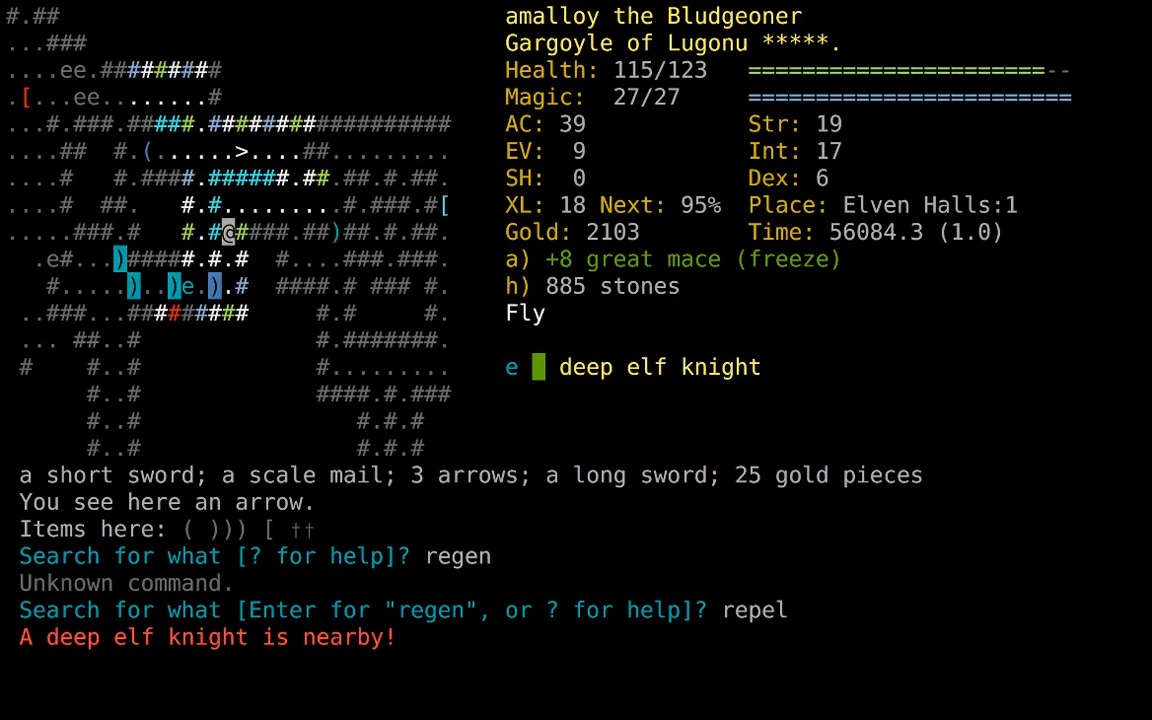 #.## amalloy the Bludgeoner
...### Gargoyle of Lugonu *****.
....ee.######### Health: 115/123 ======================--
.[...ee........# Magic: 27/27 ========================
...#.###.#####.################## AC: 39 Str: 19
....## #.(......>....##.........  EV: 9 Int: 17
....# #.####.######.##.##.#.##. SH: 0 Dex: 6
....# ##. #.#.........#.###.#[ XL: 18 Next: 95% Place: Elven Halls:1
.....###.# #.#@####.##)##.#.##. Gold: 2103 Time: 56084.3 (1.0)
.e#...)#####.#.# #....###.###. a) +8 great mace (freeze)
#.....)..)e.).# ####.# ### #. h) 885 stones
..###...######### #.# #. Fly
... ##..# #.#######.
# #..# #......... e deep elf knight
#..# ####.#.###
#..# #.#.#
#..# #.#.#
a short sword; a scale mail; 3 arrows; a long sword; 25 gold pieces
You see here an arrow.
Items here: ( ))) [ ††
Search for what [? for help]? regen
Unknown command.
Search for what [Enter for "regen", or ? for help]? repel
A deep elf knight is nearby!